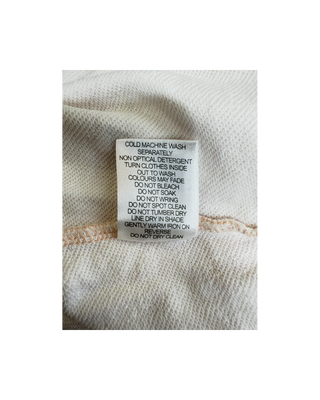 COLD MACHINE WASH
SEPARATELY
NON OPTICAL DETERGENT
TURN CLOTHES INSIDE
OUT TO WASH
COLOURS MAY FADE
DO NOT BLEACH
DO NOT SOAK
DO NOT WRING
DO NOT SPOT CLEAN
DO NOT TUMBER DRY
LINE DRY IN SHADE
GENTLY WARM IRON ON
REVERSE
DO NOT DRY CLEAN